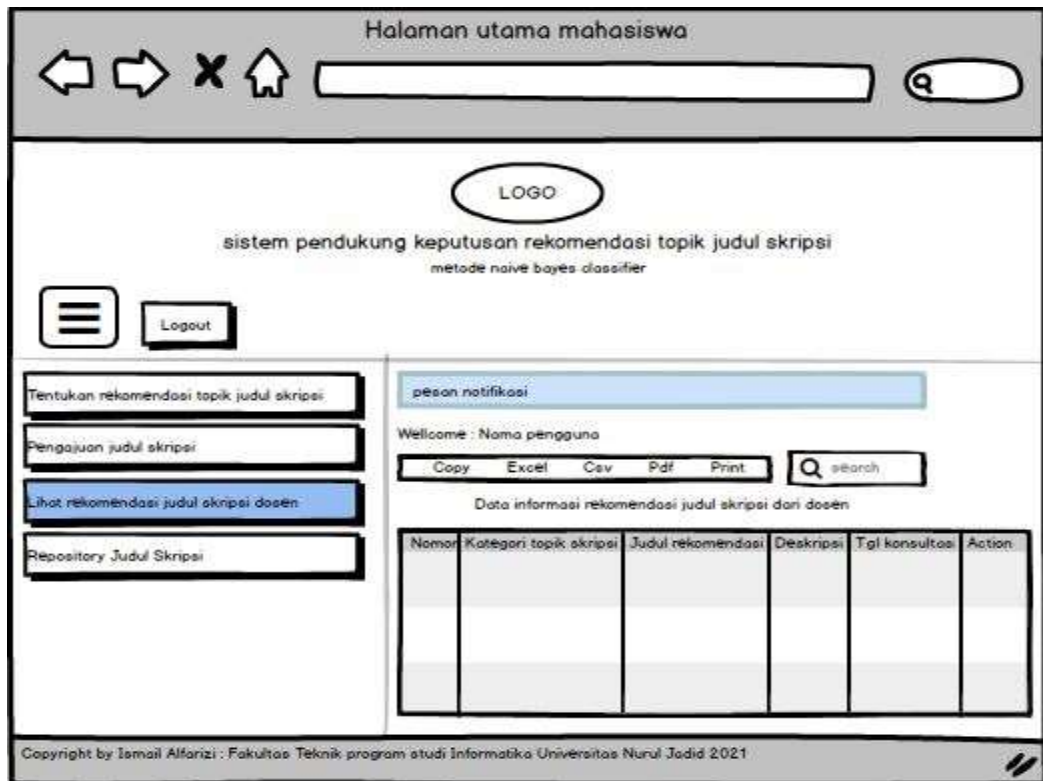 Halaman utama mahasiswa
LOGO
sistem pendukung keputusan rekomendasi topik judul skripsi
metode naive bayes classifier
Logout
Tentukan rekomendasi topik judul skripsi
Pengajuan judul skripsi
Lihat rekomendasi judul skripsi dosen
Repository Judul Skripsi
pesan notifikasi
Wellcome : Nama pengguna
Copy Excel Csv Pdf Print search
Data informasi rekomendasi judul skripsi dari dosen
Nomor Kategori topik skripsi Judul rekomendasi Deskripsi Tgl konsultasi Action
Copyright by Ismail Alfarizi : Fakultas Teknik program studi Informatika Universitas Nurul Jadid 2021